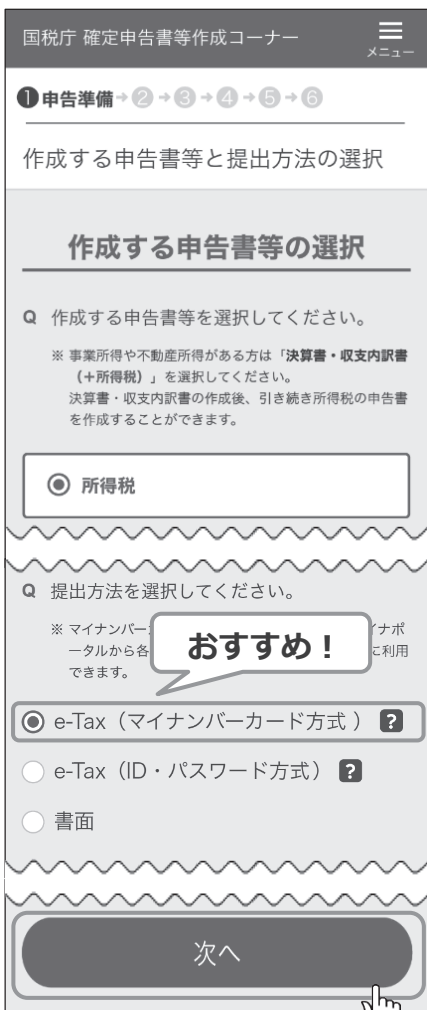 国税庁 確定申告書等作成コーナー
メニュー
❶申告準備→②→③→④→⑤→⑥
作成する申告書等と提出方法の選択
作成する申告書等の選択
Q 作成する申告書等を選択してください。
※ 事業所得や不動産所得がある方は「決算書・収支内訳書
(+所得税)」を選択してください。
決算書・収支内訳書の作成後、引き続き所得税の申告書
を作成することができます。
所得税
Q 提出方法を選択してください。
※ マイナンバー
イナポ
ータルから各
に利用
できます。
おすすめ!
e-Tax(マイナンバーカード方式 ) ?
e-Tax(ID・パスワード方式) ?
書面
次へ